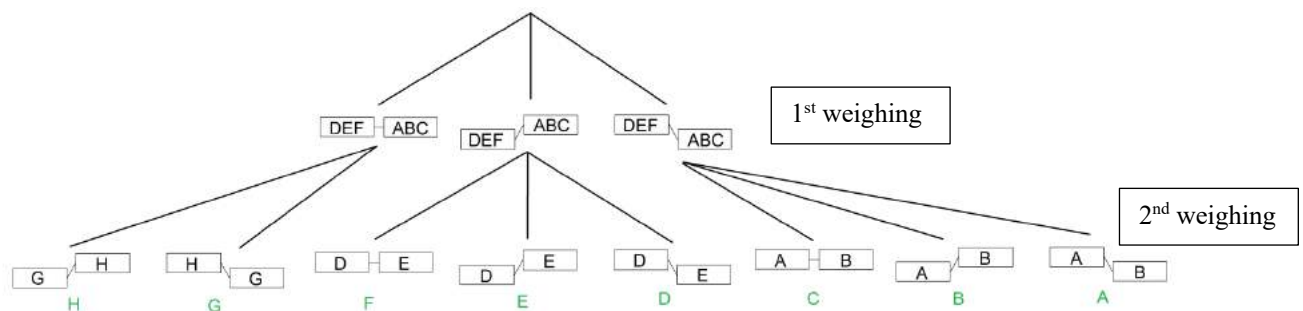 1st weighing
DEF ABC
DEF ABC
DEF ABC
2nd weighing
G H
H G
D E
D E
D E
A B
A B
A B
H G F E D C B A